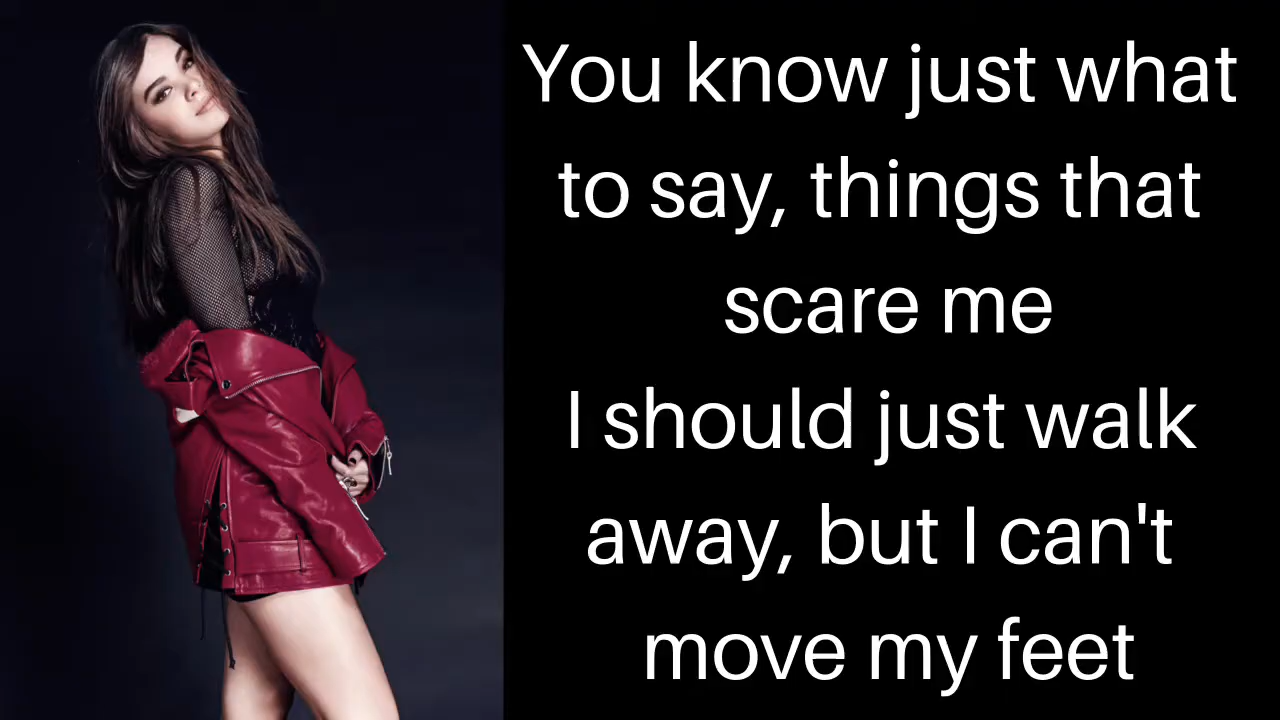 You know just what
to say, things that
scare me
I should just walk
away, but I can't
move my feet